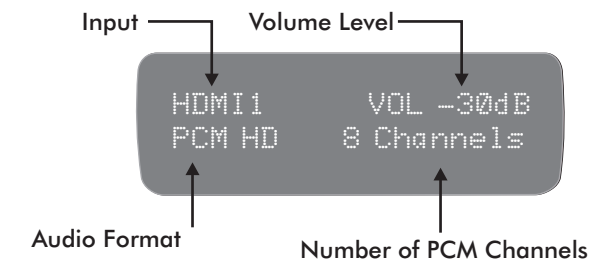 Input Volume Level
HDMI1 VOL -30dB
PCM HD 8 Channels
Audio Format Number of PCM Channels